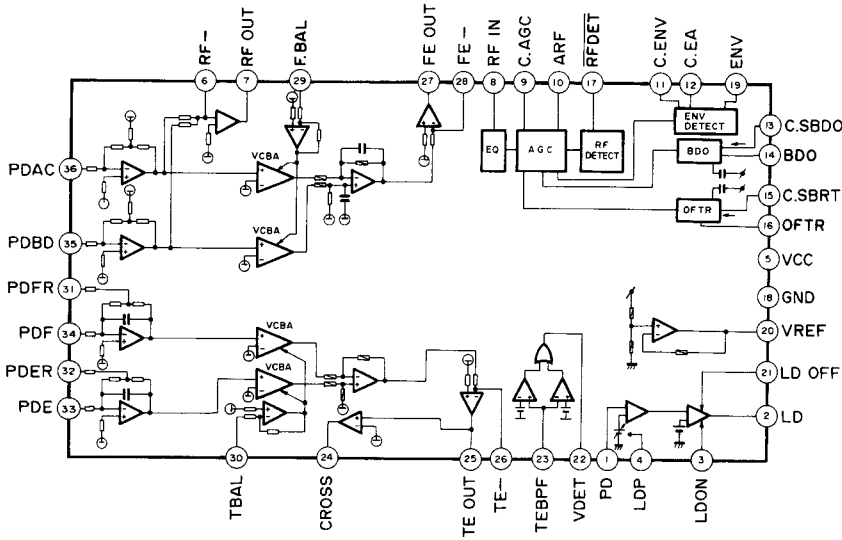 RF-
RF OUT
F.BAL
FE OUT
FE-
RF IN
C.AGC
ARF
RFDET
C.ENV
C.EA
ENV
6
7
29
27
28
8
9
10
17
11
12
19
ENV
DETECT
13
C.SBDO
EQ
AGC
RF
DETECT
BDO
14
BDO
PDAC
36
VCBA
15
C.SBRT
OFTR
16
OFTR
PDBD
35
VCBA
5
VCC
PDFR
31
18
GND
PDF
34
VCBA
20
VREF
PDER
32
VCBA
21
LD OFF
PDE
33
2
LD
30
24
25
26
23
22
1
4
3
TBAL
CROSS
TE OUT
TE-
TEBPF
VDET
PD
LDP
LDON